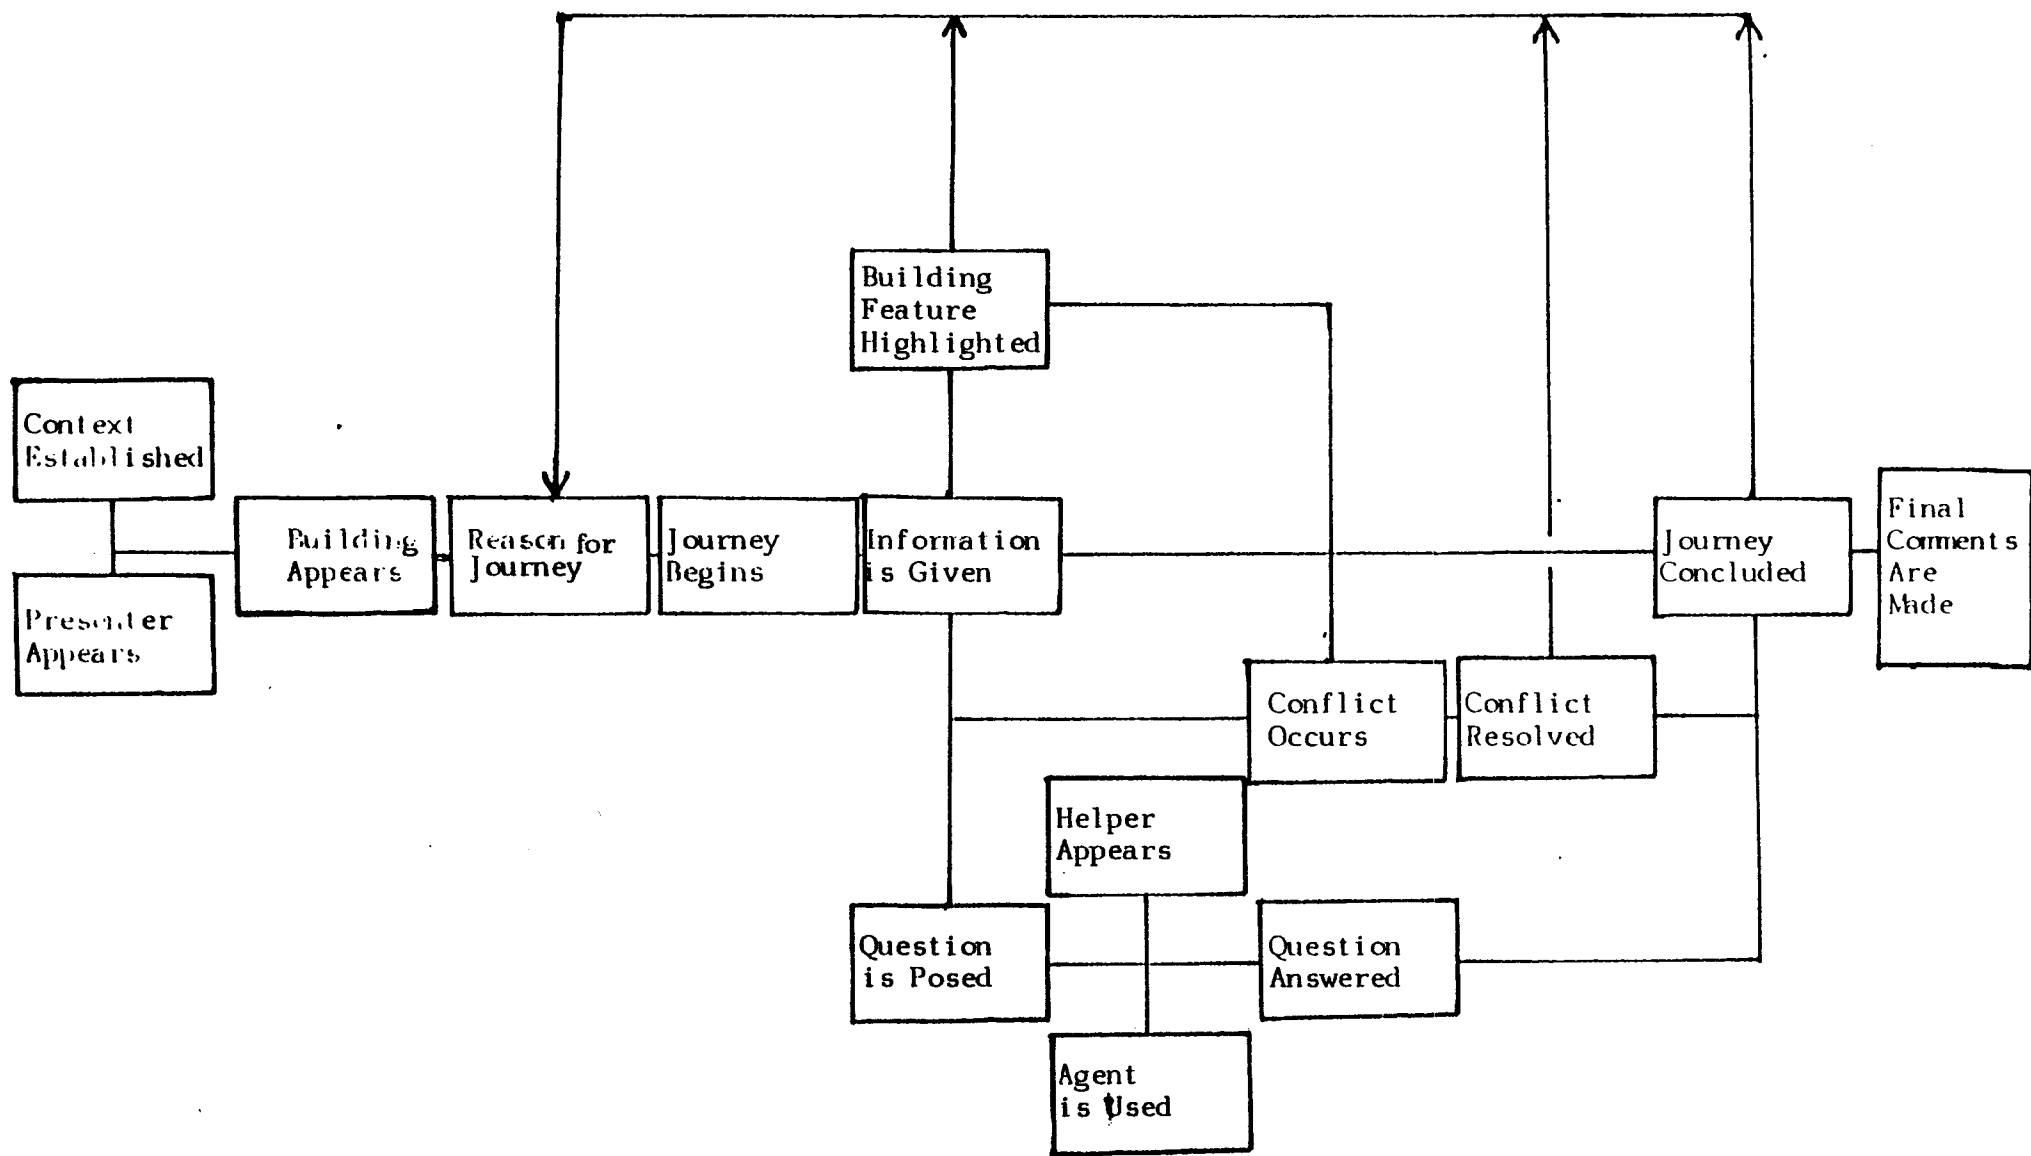 Building
Feature
Highlighted
Context
Established
Presenter
Appears
Building
Appears
Reason for
Journey
Journey
Begins
Information
is Given
Journey
Concluded
Final
Comments
Are
Made
Conflict
Occurs
Conflict
Resolved
Helper
Appears
Question
is Posed
Question
Answered
Agent
is Used